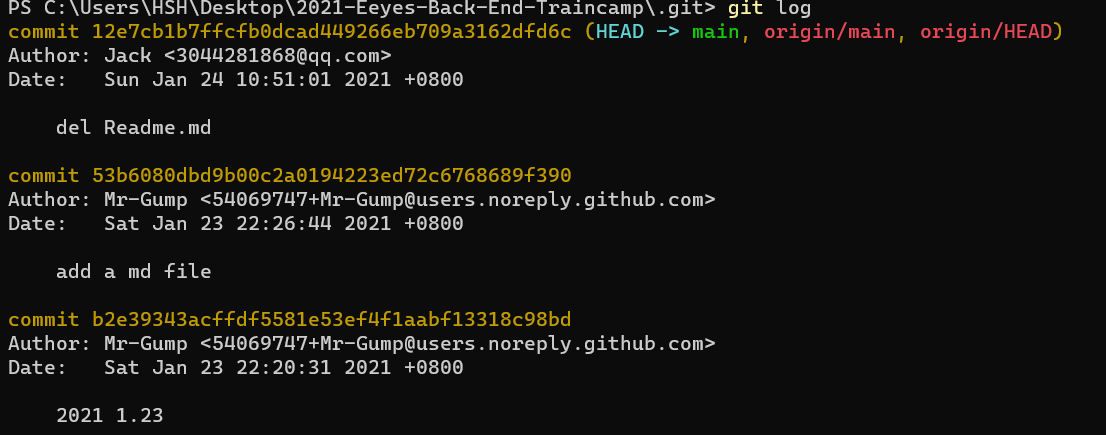 PS C:\Users\HSH\Desktop\2021-Eeyes-Back-End-Traincamp\.git> git log
commit 12e7cb1b7ffcfb0dcad449266eb709a3162dfd6c (HEAD -> main, origin/main, origin/HEAD)
Author: Jack <3044281868@qq.com>
Date:   Sun Jan 24 10:51:01 2021 +0800
del Readme.md
commit 53b6080dbd9b00c2a0194223ed72c6768689f390
Author: Mr-Gump <54069747+Mr-Gump@users.noreply.github.com>
Date:   Sat Jan 23 22:26:44 2021 +0800
add a md file
commit b2e39343acffdf5581e53ef4f1aabf13318c98bd
Author: Mr-Gump <54069747+Mr-Gump@users.noreply.github.com>
Date:   Sat Jan 23 22:20:31 2021 +0800
2021 1.23